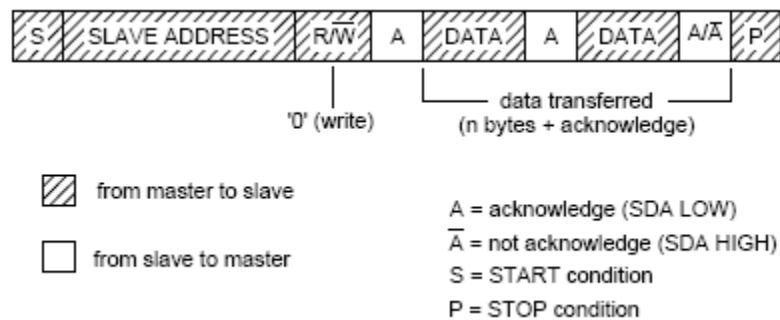 S SLAVE ADDRESS R/W̅ A DATA A DATA A/A̅ P
'0' (write)
data transferred
(n bytes + acknowledge)
from master to slave
from slave to master
A = acknowledge (SDA LOW)
A̅ = not acknowledge (SDA HIGH)
S = START condition
P = STOP condition